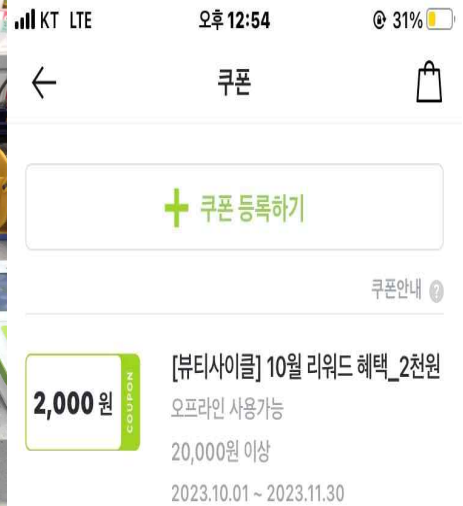 KT LTE 오후 12:54 31%
쿠폰
쿠폰 등록하기
쿠폰안내 ?
[뷰티사이클] 10월 리워드 혜택_2천원
2,000 원 COUPON
오프라인 사용가능
20,000원 이상
2023.10.01 ~ 2023.11.30